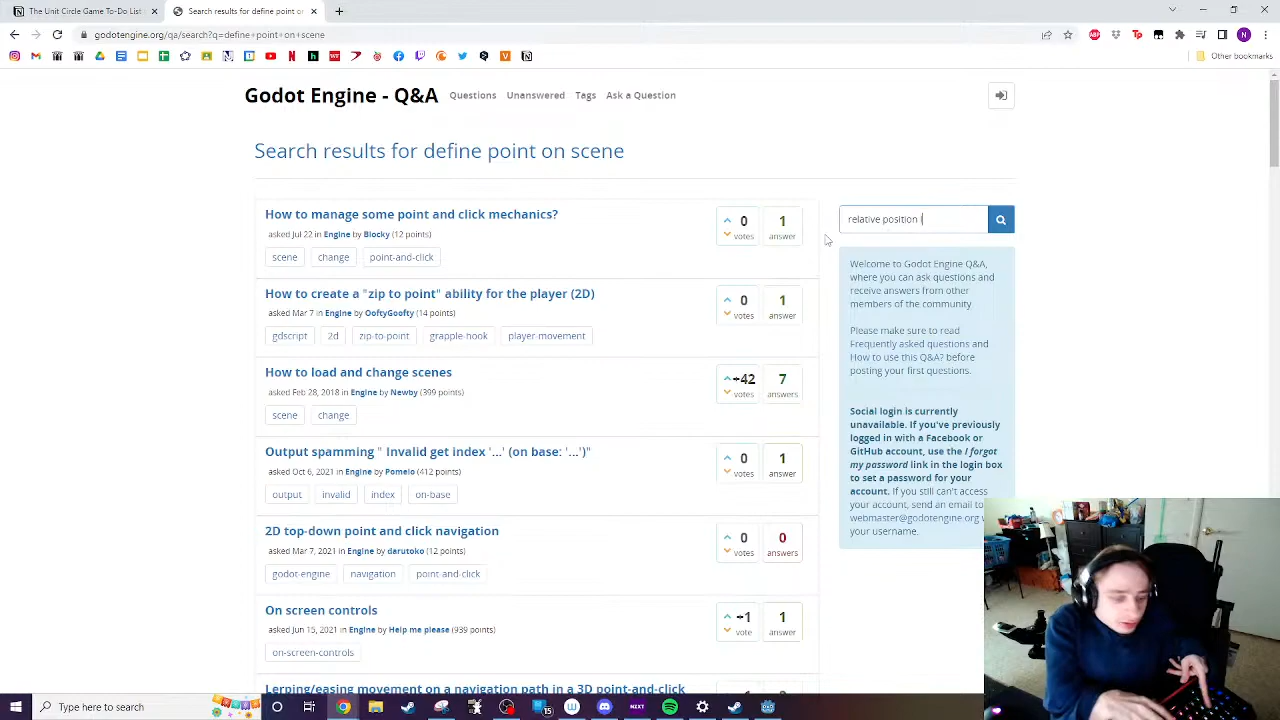 The Unit Circle Game To-Do List
Search results for define point or
godotengine.org/qa/search?q=define+point+on+scene
Other bookmarks
Godot Engine - Q&A
Questions
Unanswered
Tags
Ask a Question
Search results for define point on scene
How to manage some point and click mechanics?
asked Jul 22 in Engine by Blocky (12 points)
scene
change
point-and-click
0
votes
1
answer
How to create a "zip to point" ability for the player (2D)
asked Mar 7 in Engine by OoftyGoofty (14 points)
gdscript
2d
zip-to-point
grapple-hook
player-movement
0
votes
1
answer
How to load and change scenes
asked Feb 28, 2018 in Engine by Newby (399 points)
scene
change
+42
votes
7
answers
Output spamming " Invalid get index '...' (on base: '...')"
asked Oct 6, 2021 in Engine by Pomelo (412 points)
output
invalid
index
on-base
0
votes
1
answer
2D top-down point and click navigation
asked Mar 7, 2021 in Engine by darutoko (12 points)
godot-engine
navigation
point-and-click
0
votes
0
answers
On screen controls
asked Jun 15, 2021 in Engine by Help me please (939 points)
on-screen-controls
+1
vote
1
answer
Lerping/easing movement on a navigation path in a 3D point-and-click
relative position i
Welcome to Godot Engine Q&A,
where you can ask questions and
receive answers from other
members of the community.
Please make sure to read
Frequently asked questions and
How to use this Q&A? before
posting your first questions.
Social login is currently
unavailable. If you've previously
logged in with a Facebook or
GitHub account, use the I forgot
my password link in the login box
to set a password for your
account. If you still can't access
your account, send an email to
webmaster@godotengine.org
your username.
Type here to search